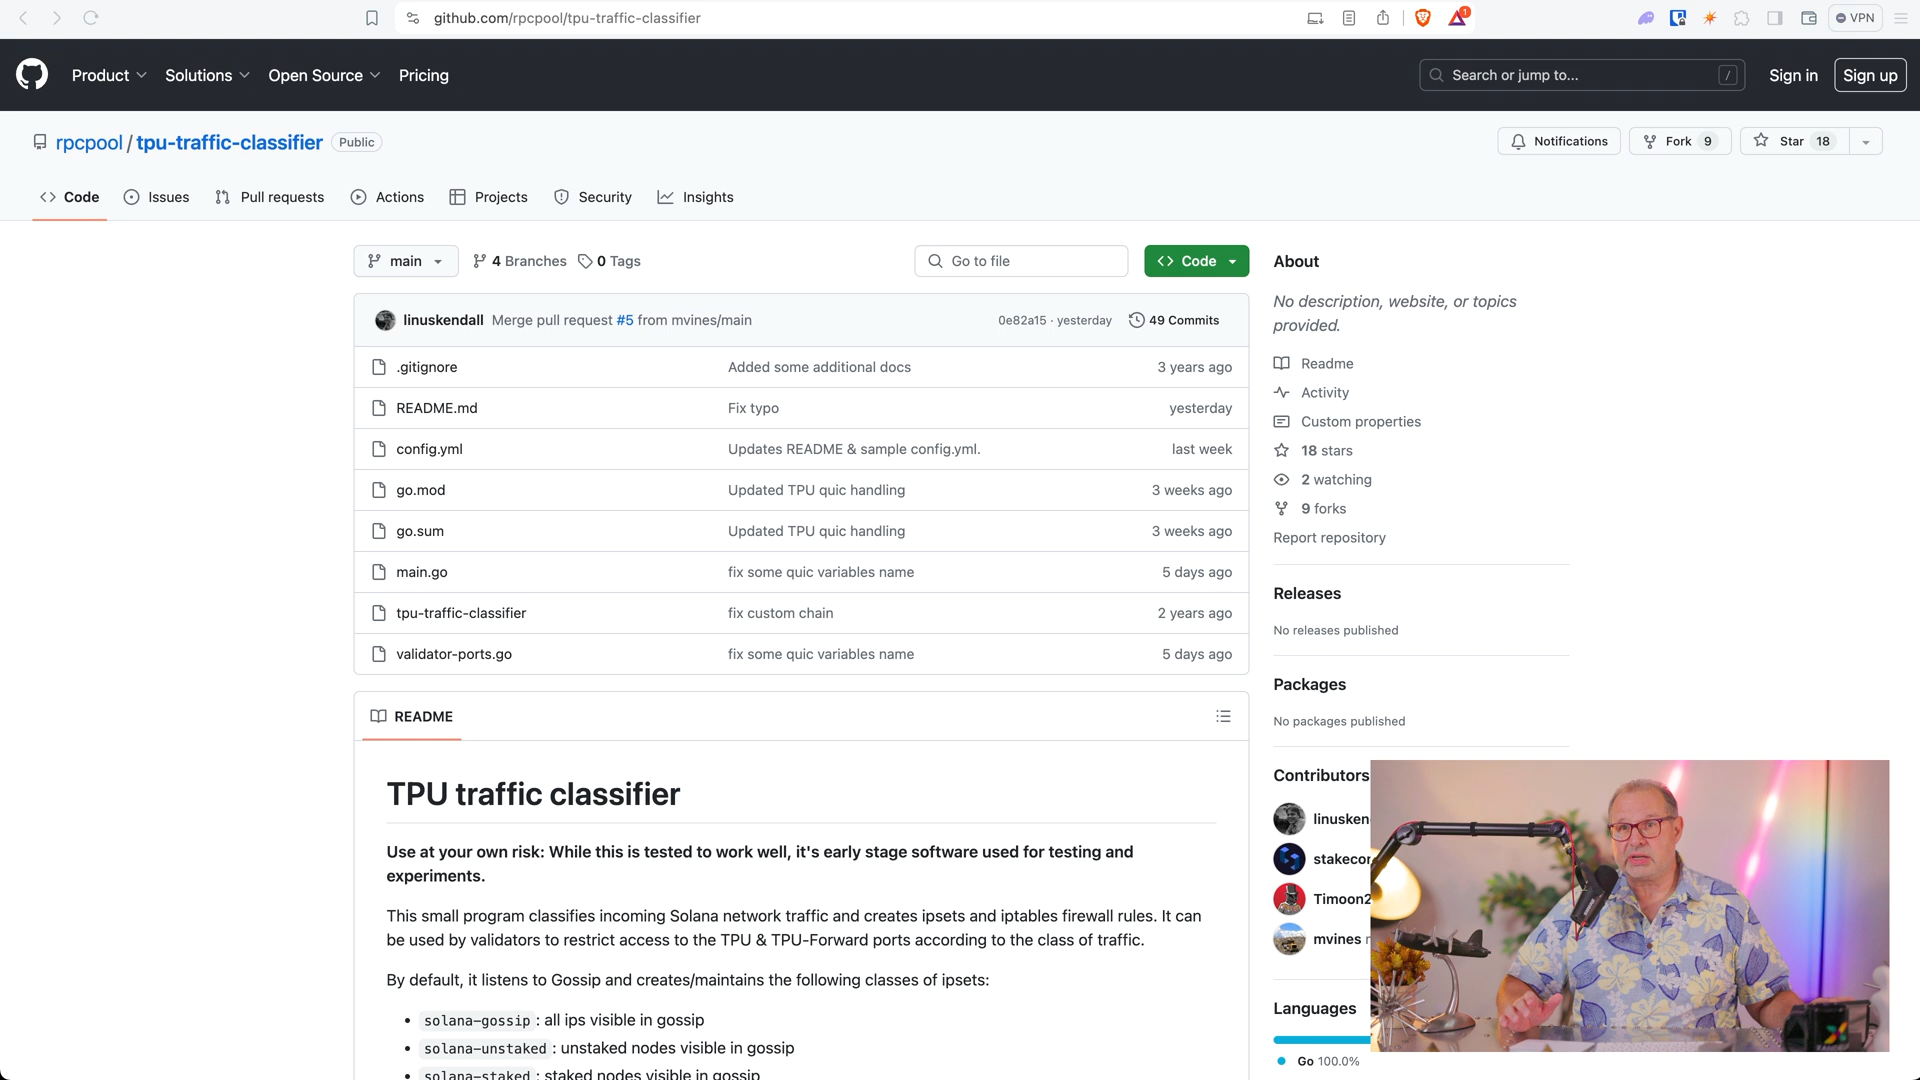 github.com/rpcpool/tpu-traffic-classifier
1
VPN
Product
Solutions
Open Source
Pricing
Search or jump to...
/
Sign in
Sign up
rpcpool / tpu-traffic-classifier
Public
Notifications
Fork 9
Star 18
Code
Issues
Pull requests
Actions
Projects
Security
Insights
main
4 Branches
0 Tags
Go to file
Code
linuskendall Merge pull request #5 from mvines/main
0e82a15 · yesterday
49 Commits
.gitignore Added some additional docs 3 years ago
README.md Fix typo yesterday
config.yml Updates README & sample config.yml. last week
go.mod Updated TPU quic handling 3 weeks ago
go.sum Updated TPU quic handling 3 weeks ago
main.go fix some quic variables name 5 days ago
tpu-traffic-classifier fix custom chain 2 years ago
validator-ports.go fix some quic variables name 5 days ago
README
TPU traffic classifier
Use at your own risk: While this is tested to work well, it's early stage software used for testing and
experiments.
This small program classifies incoming Solana network traffic and creates ipsets and iptables firewall rules. It can
be used by validators to restrict access to the TPU & TPU-Forward ports according to the class of traffic.
By default, it listens to Gossip and creates/maintains the following classes of ipsets:
• solana-gossip : all ips visible in gossip
• solana-unstaked : unstaked nodes visible in gossip
• solana-staked : staked nodes visible in gossip
About
No description, website, or topics
provided.
Readme
Activity
Custom properties
18 stars
2 watching
9 forks
Report repository
Releases
No releases published
Packages
No packages published
Contributors
linusken
stakecor
Timoon2
mvines
Languages
Go 100.0%